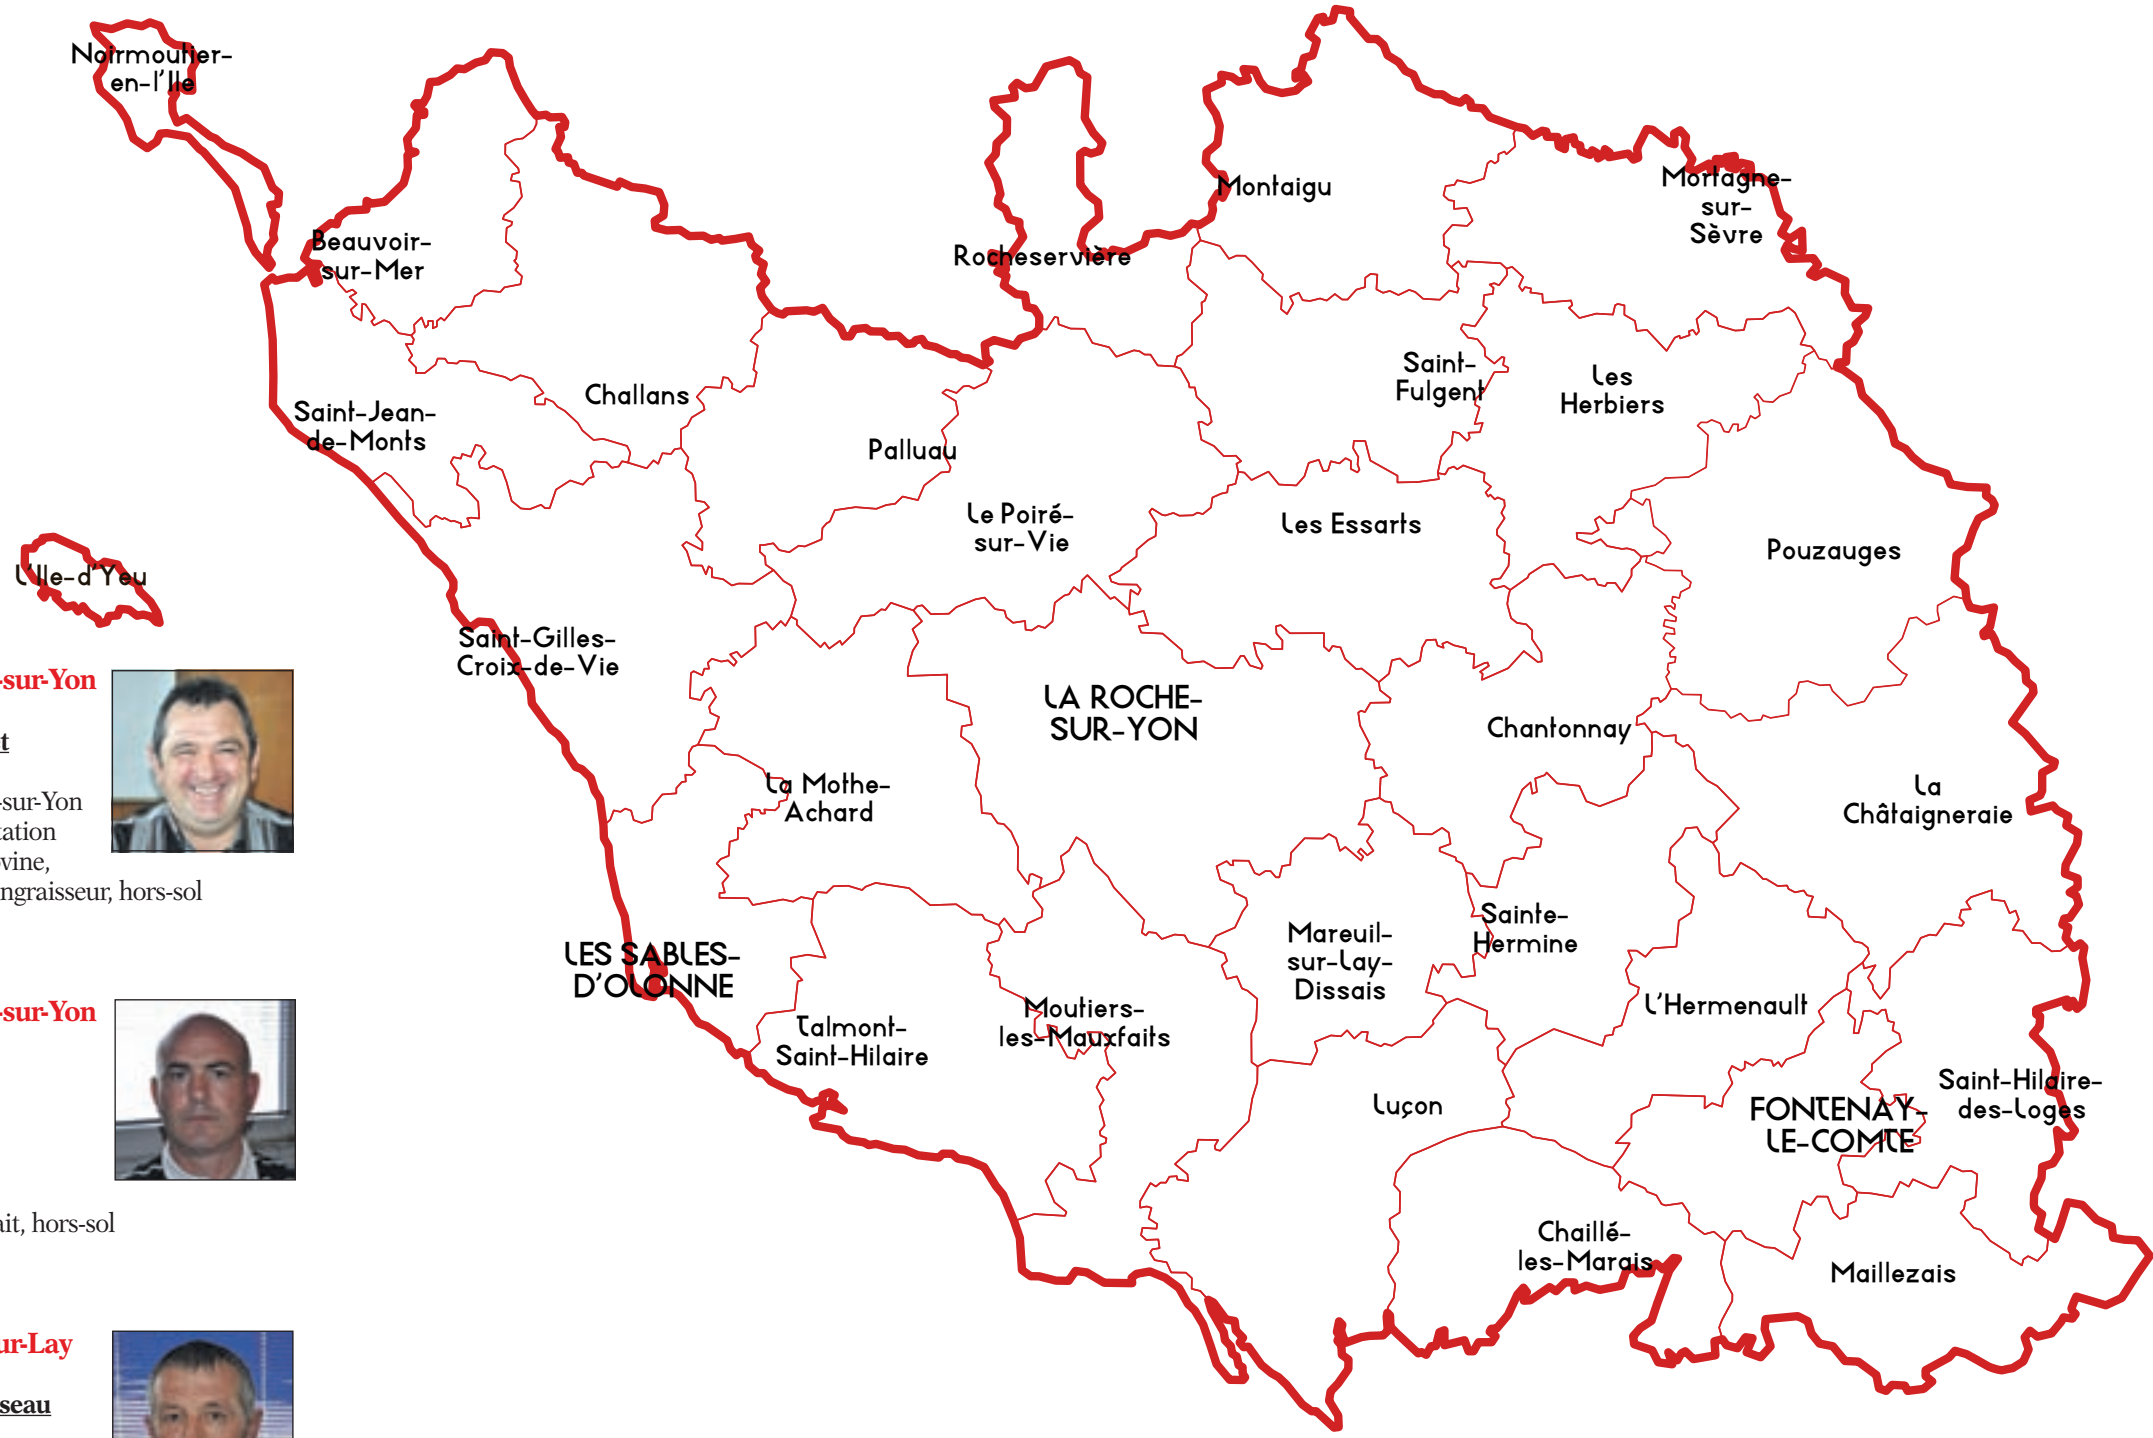 Noirmoutier-
en-l'Ile
Beauvoir-
sur-Mer
Saint-Jean-
de-Monts
Challans
Palluau
Rocheservière
Montaigu
Mortagne-
sur-
Sèvre
Saint-
Fulgent
Les
Herbiers
Le Poiré-
sur-Vie
Les Essarts
Pouzauges
L'Ile-d'Yeu
Saint-Gilles-
Croix-de-Vie
LA ROCHE-
SUR-YON
Chantonnay
La Mothe-
Achard
La
Châtaigneraie
LES SABLES-
D'OLONNE
Talmont-
Saint-Hilaire
Moutiers-
les-Mauxfaits
Mareuil-
sur-Lay-
Dissais
Sainte-
Hermine
L'Hermenault
Luçon
FONTENAY-
LE-COMTE
Saint-Hilaire-
des-Loges
Chaillé-
les-Marais
Maillezais
-sur-Yon
t
-sur-Yon
tation
vine,
ngraisseur, hors-sol
-sur-Yon
ait, hors-sol
ur-Lay
seau